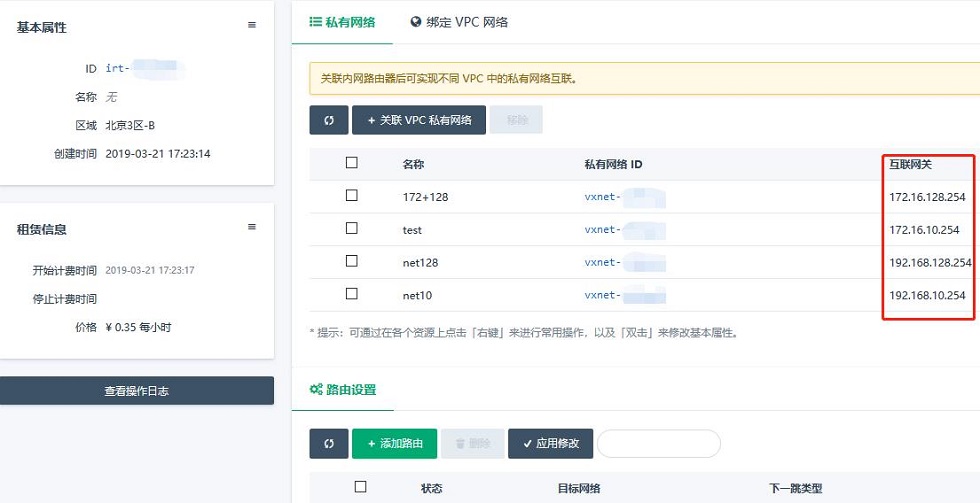 基本属性
ID irt-
名称 无
区域 北京3区-B
创建时间 2019-03-21 17:23:14
租赁信息
开始计费时间 2019-03-21 17:23:17
停止计费时间
价格 ¥ 0.35 每小时
查看操作日志
私有网络 绑定 VPC 网络
关联内网路由器后可实现不同 VPC 中的私有网络互联。
+ 关联 VPC 私有网络 移除
名称 私有网络 ID 互联网关
172+128 vxnet- 172.16.128.254
test vxnet- 172.16.10.254
net128 vxnet- 192.168.128.254
net10 vxnet- 192.168.10.254
* 提示：可通过在各个资源上点击「右键」来进行常用操作，以及「双击」来修改基本属性。
路由设置
+ 添加路由 删除 应用修改
状态 目标网络 下一跳类型